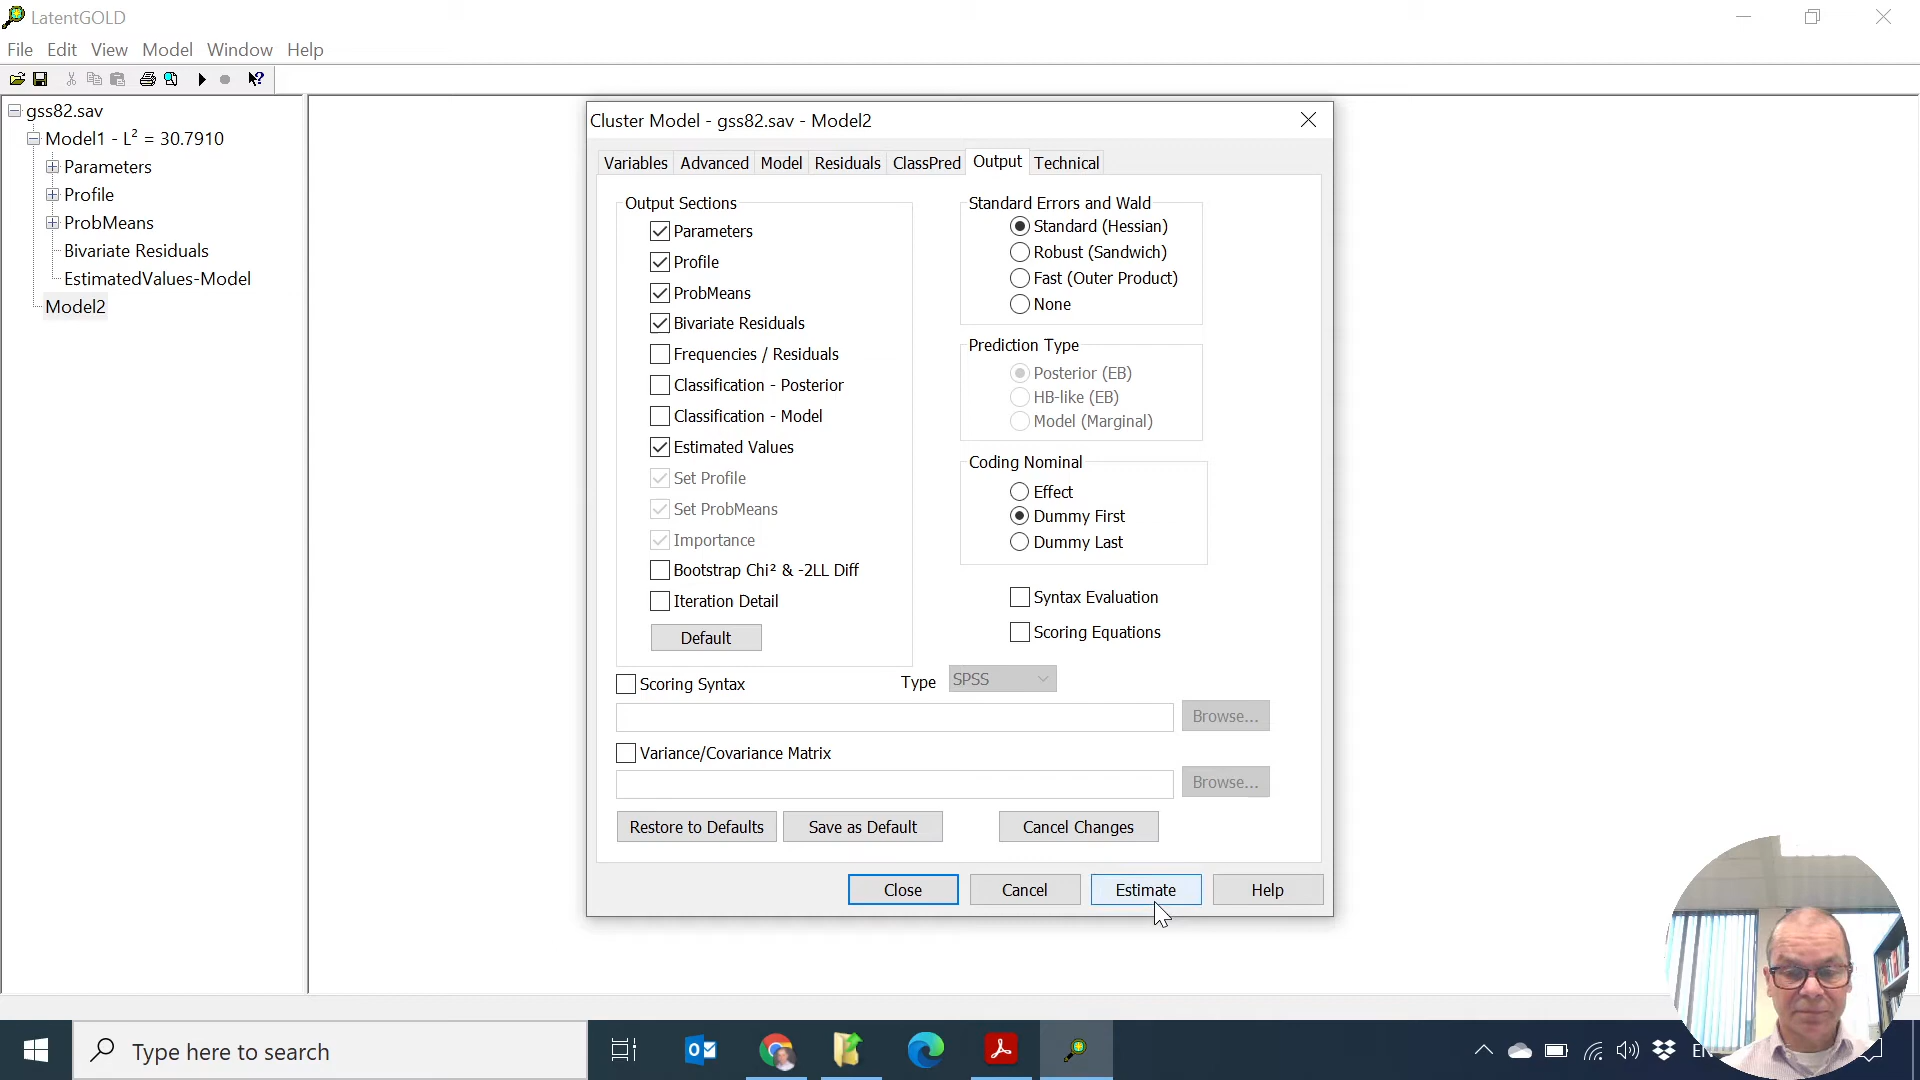 LatentGOLD
File Edit View Model Window Help
gss82.sav
Model1 - L² = 30.7910
Parameters
Profile
ProbMeans
Bivariate Residuals
EstimatedValues-Model
Model2
Cluster Model - gss82.sav - Model2
Variables Advanced Model Residuals ClassPred Output Technical
Output Sections
Parameters
Profile
ProbMeans
Bivariate Residuals
Frequencies / Residuals
Classification - Posterior
Classification - Model
Estimated Values
Set Profile
Set ProbMeans
Importance
Bootstrap Chi² & -2LL Diff
Iteration Detail
Default
Standard Errors and Wald
Standard (Hessian)
Robust (Sandwich)
Fast (Outer Product)
None
Prediction Type
Posterior (EB)
HB-like (EB)
Model (Marginal)
Coding Nominal
Effect
Dummy First
Dummy Last
Syntax Evaluation
Scoring Equations
Scoring Syntax Type SPSS
Browse...
Variance/Covariance Matrix
Browse...
Restore to Defaults Save as Default Cancel Changes
Close Cancel Estimate Help
Type here to search